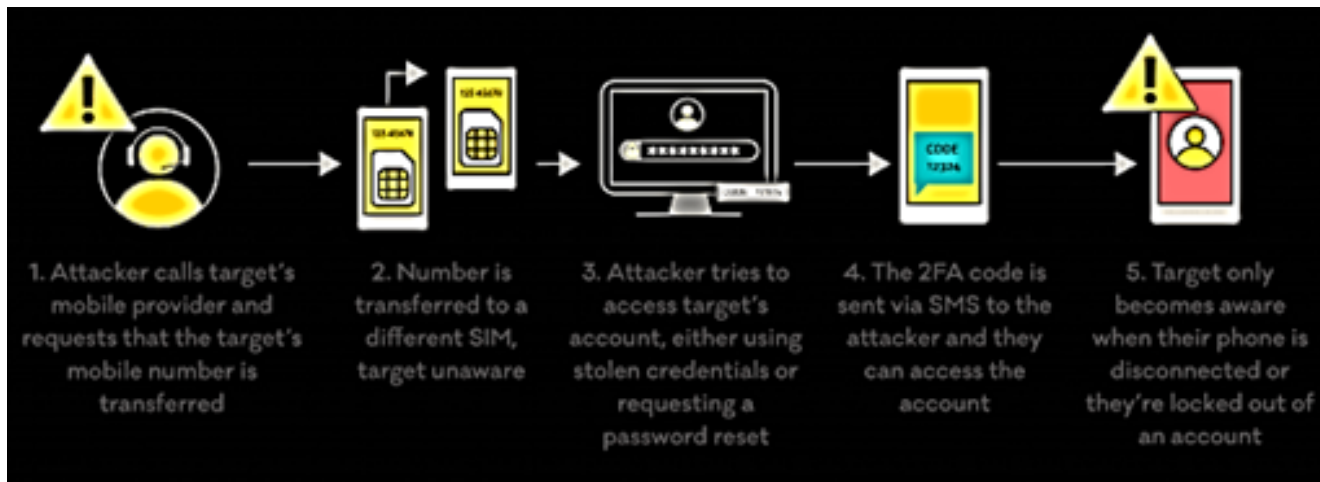 1. Attacker calls target's
mobile provider and
requests that the target's
mobile number is
transferred
2. Number is
transferred to a
different SIM,
target unaware
3. Attacker tries to
access target's
account, either using
stolen credentials or
requesting a
password reset
CODE
12324
4. The 2FA code is
sent via SMS to the
attacker and they
can access the
account
5. Target only
becomes aware
when their phone is
disconnected or
they're locked out of
an account